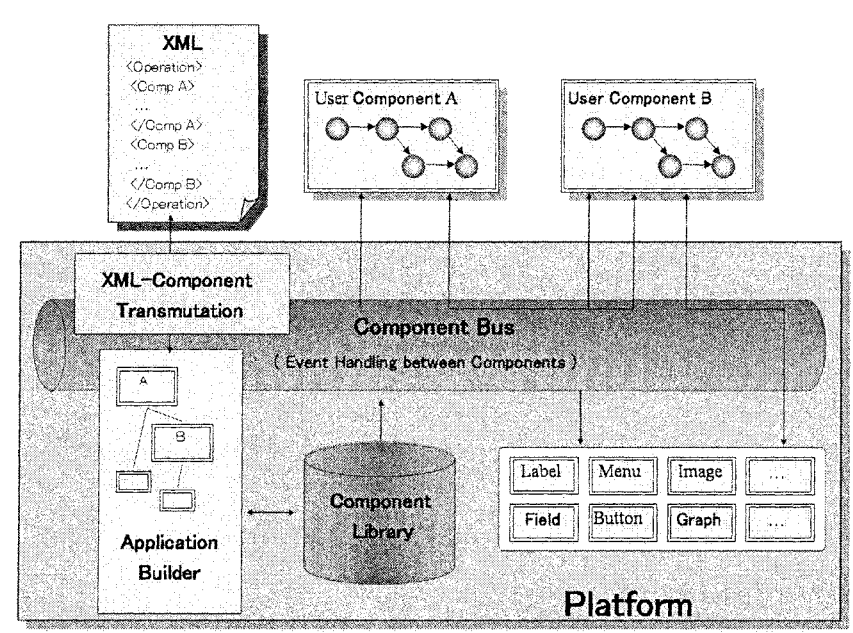 XML
<Operation>
<Comp A>
...
</Comp A>
<Comp B>
...
</Comp B>
</Operation>
User Component A
User Component B
XML-Component
Transmutation
Component Bus
( Event Handling between Components )
A
B
Application
Builder
Component
Library
Label
Menu
Image
...
Field
Button
Graph
...
Platform